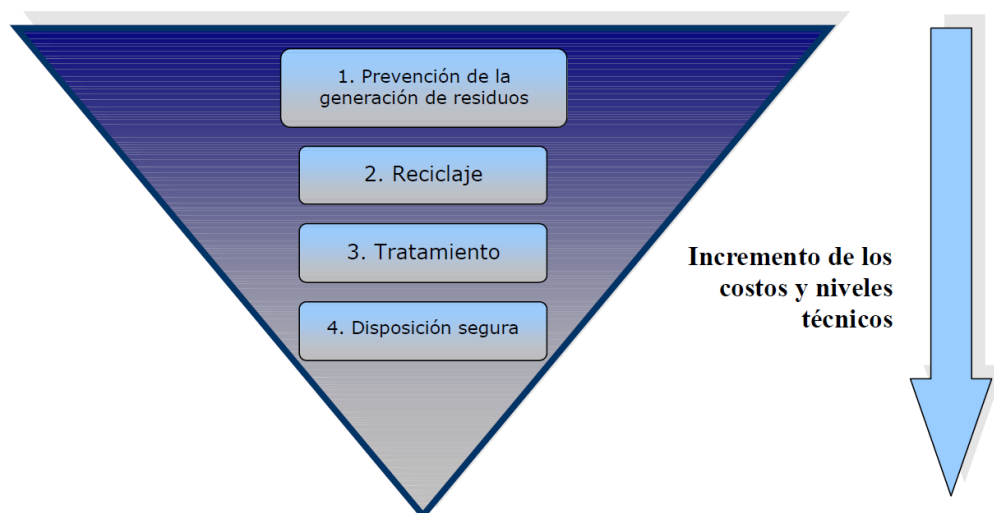 1. Prevención de la
generación de residuos
2. Reciclaje
3. Tratamiento
4. Disposición segura
Incremento de los
costos y niveles
técnicos